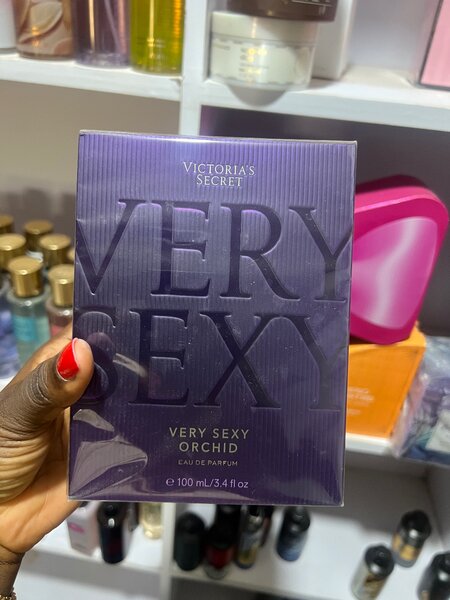 VICTORIA'S
SECRET
VERY
SEXY
VERY SEXY
ORCHID
EAU DE PARFUM
℮ 100 mL/3.4 fl oz